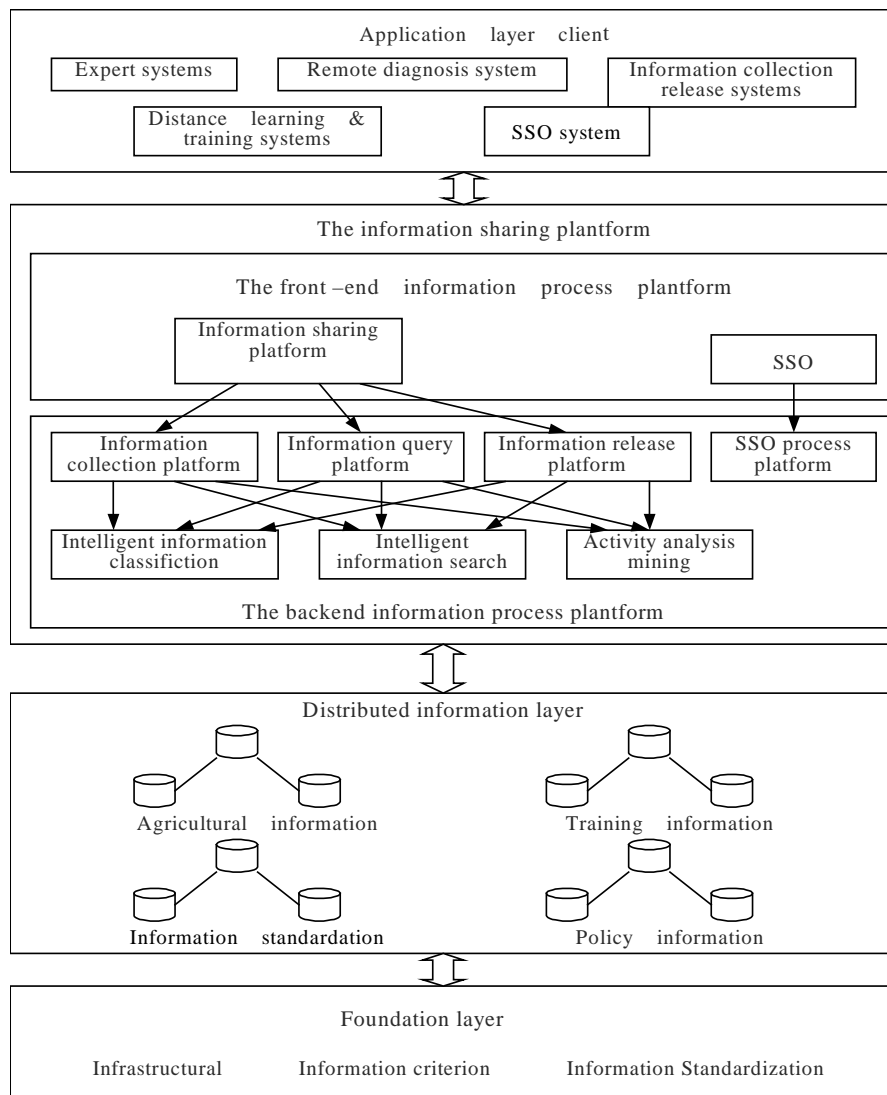 Application layer client
Expert systems
Remote diagnosis system
Information collection
release systems
Distance learning &
training systems
SSO system
The information sharing plantform
The front –end information process plantform
Information sharing
platform
SSO
Information
collection platform
Information query
platform
Information release
platform
SSO process
platform
Intelligent information
classifiction
Intelligent
information search
Activity analysis
mining
The backend information process plantform
Distributed information layer
Agricultural information
Training information
Information standardation
Policy information
Foundation layer
Infrastructural
Information criterion
Information Standardization